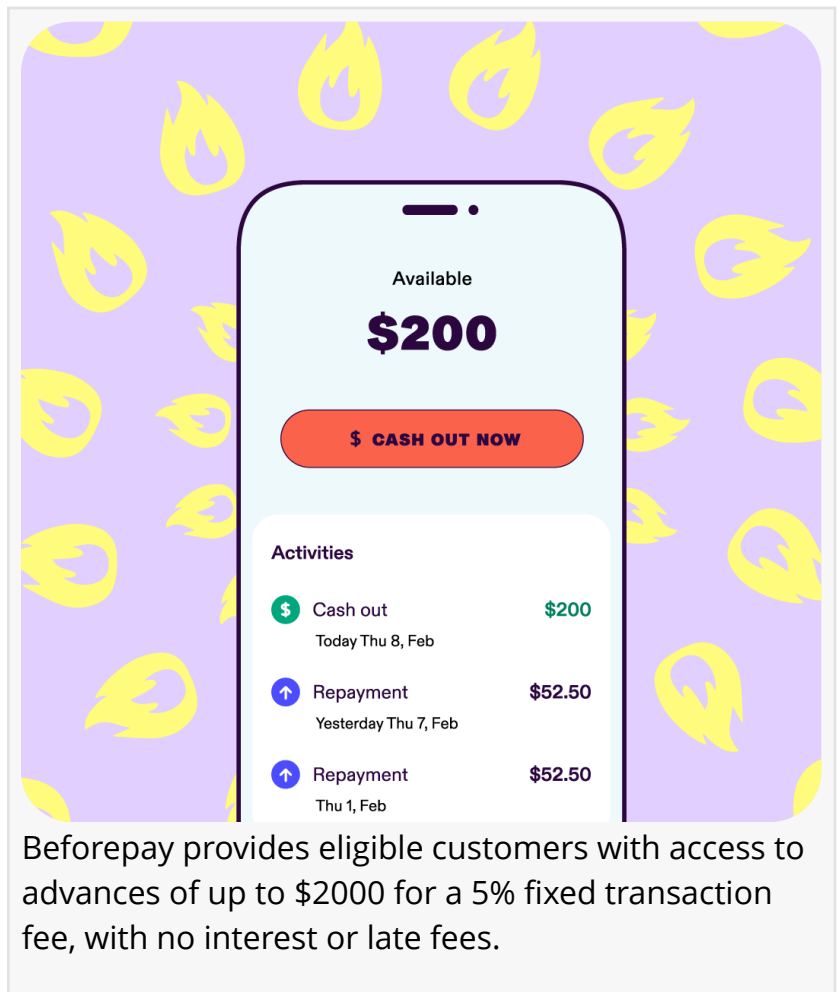 Available
$200
$ CASH OUT NOW
Activities
$ Cash out $200
Today Thu 8, Feb
Repayment $52.50
Yesterday Thu 7, Feb
Repayment $52.50
Thu 1, Feb
Beforepay provides eligible customers with access to
advances of up to $2000 for a 5% fixed transaction
fee, with no interest or late fees.